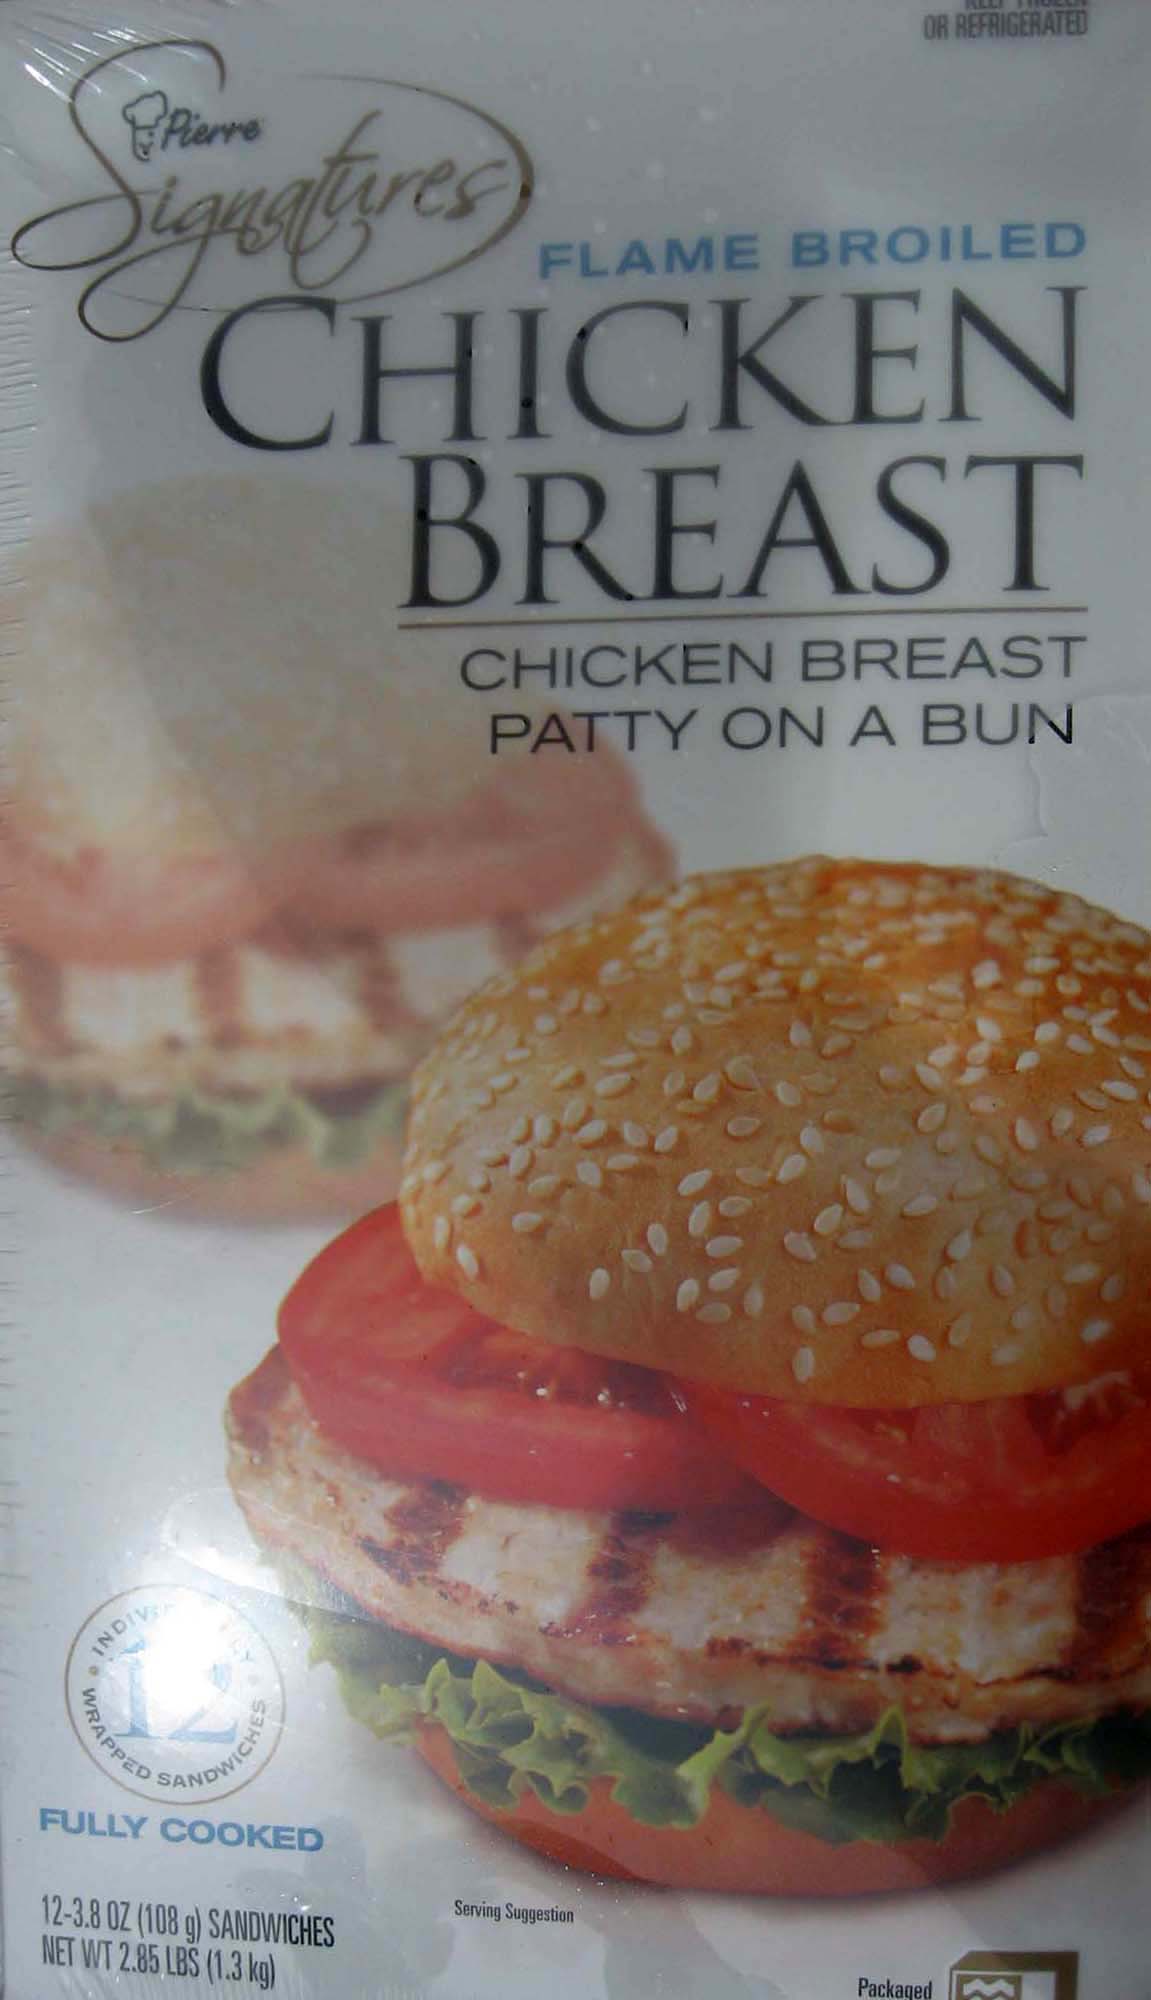 OR REFRIGERATED
Pierre
Signatures
FLAME BROILED
CHICKEN
BREAST
CHICKEN BREAST
PATTY ON A BUN
12
WRAPPED SANDWICHES
FULLY COOKED
12-3.8 OZ (108 g) SANDWICHES
NET WT 2.85 LBS (1.3 kg)
Serving Suggestion
Packaged